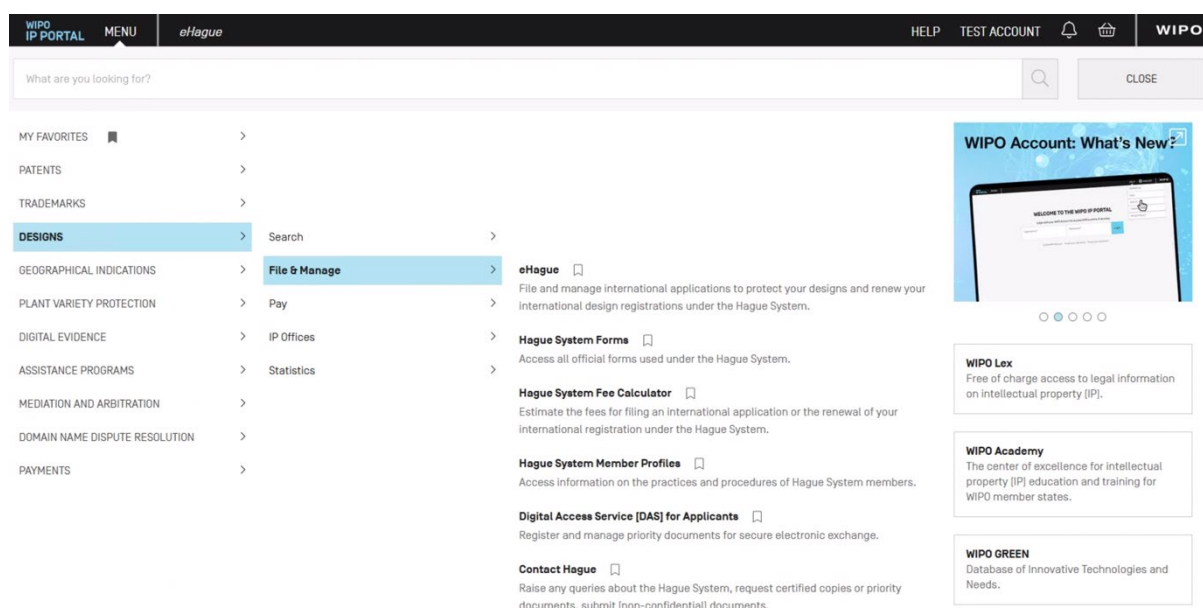 WIPO
IP PORTAL
MENU
eHague
HELP
TEST ACCOUNT
WIPO
What are you looking for?
CLOSE
MY FAVORITES
PATENTS
TRADEMARKS
DESIGNS
GEOGRAPHICAL INDICATIONS
PLANT VARIETY PROTECTION
DIGITAL EVIDENCE
ASSISTANCE PROGRAMS
MEDIATION AND ARBITRATION
DOMAIN NAME DISPUTE RESOLUTION
PAYMENTS
Search
File & Manage
Pay
IP Offices
Statistics
eHague
File and manage international applications to protect your designs and renew your
international design registrations under the Hague System.
Hague System Forms
Access all official forms used under the Hague System.
Hague System Fee Calculator
Estimate the fees for filing an international application or the renewal of your
international registration under the Hague System.
Hague System Member Profiles
Access information on the practices and procedures of Hague System members.
Digital Access Service [DAS] for Applicants
Register and manage priority documents for secure electronic exchange.
Contact Hague
Raise any queries about the Hague System, request certified copies or priority
documents, submit [non-confidential] documents.
WIPO Account: What's New?
WELCOME TO THE WIPO IP PORTAL
WIPO Lex
Free of charge access to legal information
on intellectual property [IP].
WIPO Academy
The center of excellence for intellectual
property [IP] education and training for
WIPO member states.
WIPO GREEN
Database of Innovative Technologies and
Needs.